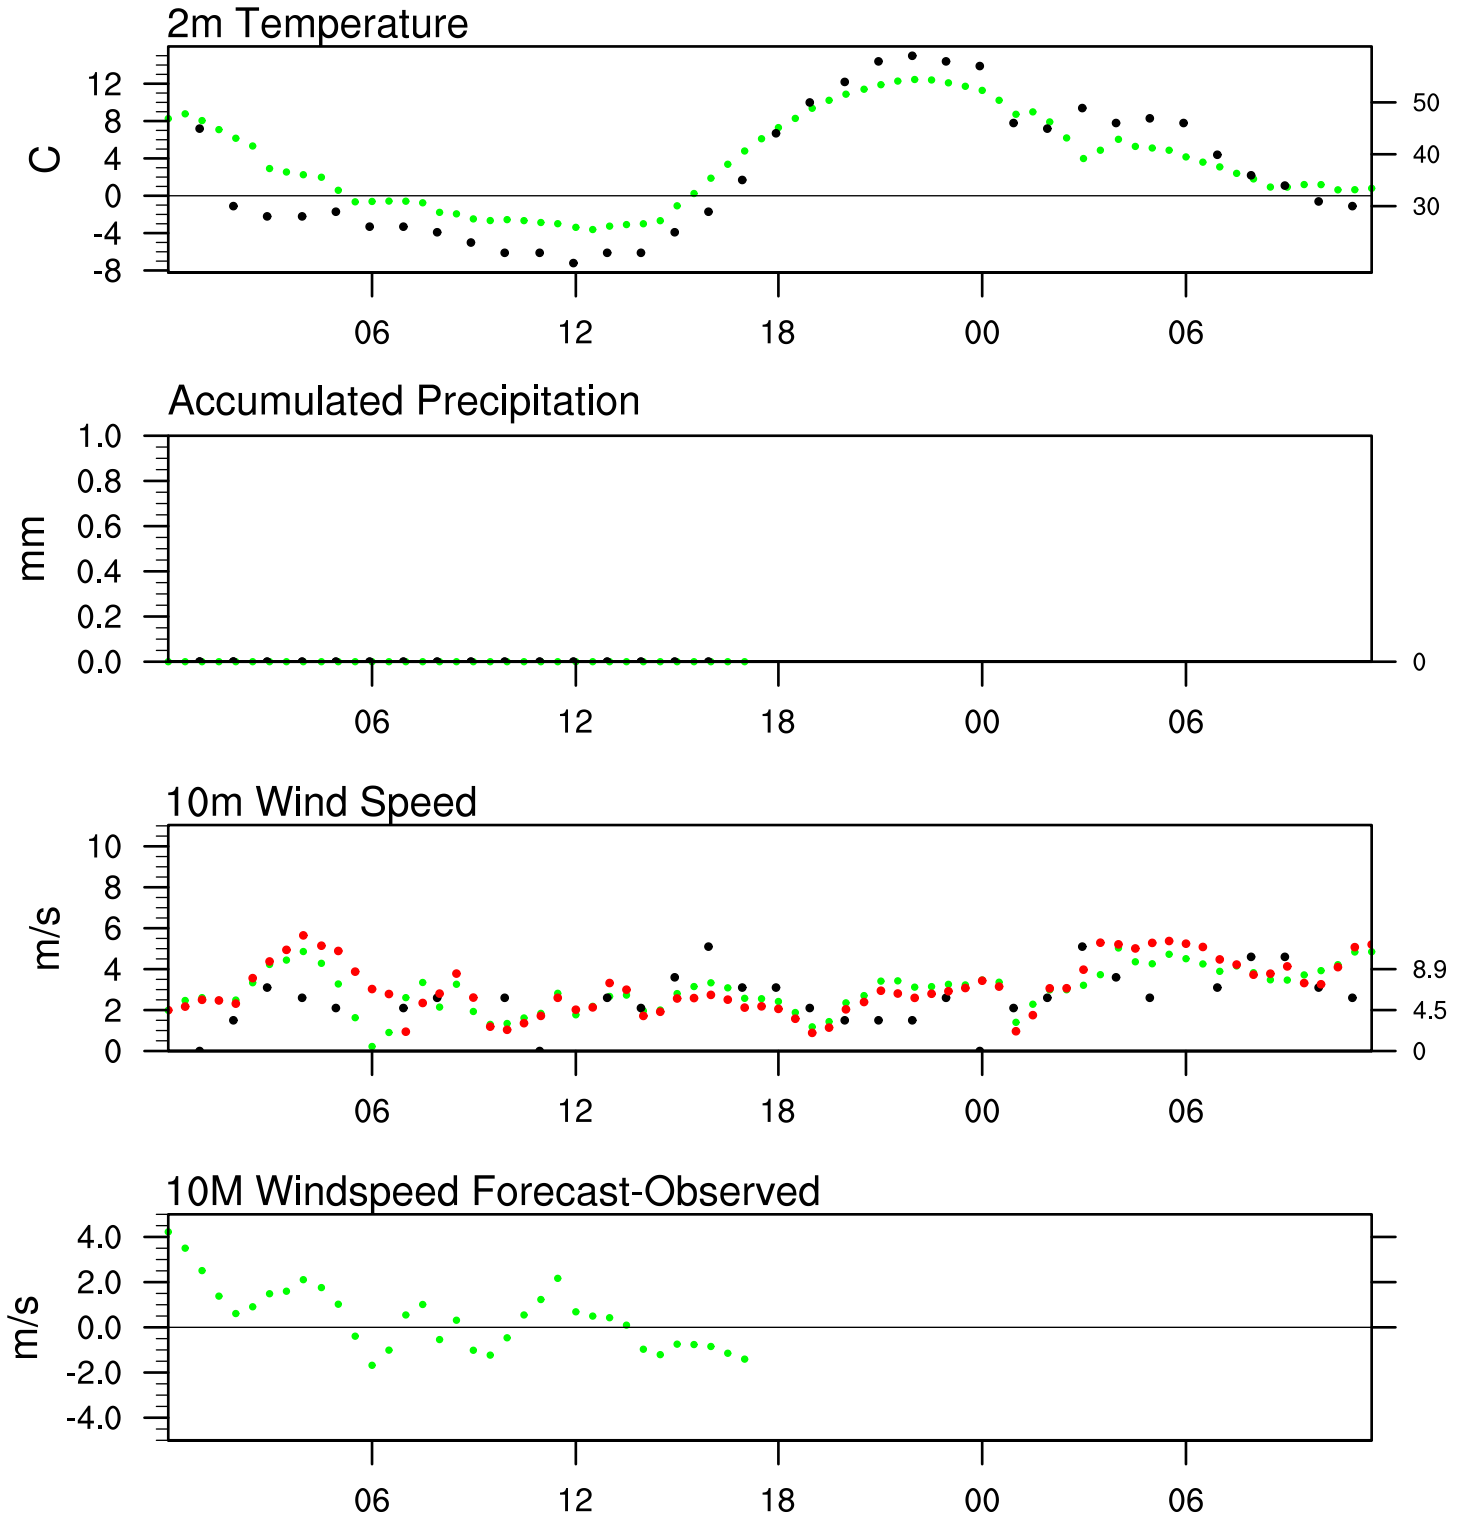 2m Temperature
12
8
4
0
-4
-8
C
50
40
30
06 12 18 00 06
Accumulated Precipitation
1.0
0.8
0.6
0.4
0.2
0.0
mm
0
06 12 18 00 06
10m Wind Speed
10
8
6
4
2
0
m/s
8.9
4.5
0
06 12 18 00 06
10M Windspeed Forecast-Observed
4.0
2.0
0.0
-2.0
-4.0
m/s
06 12 18 00 06